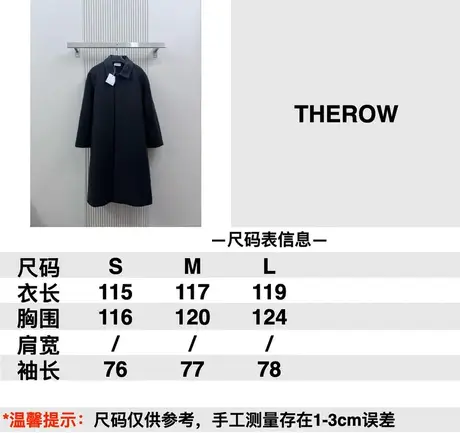 THEROW
—尺码表信息—
尺码 S M L
衣长 115 117 119
胸围 116 120 124
肩宽 / / /
袖长 76 77 78
*温馨提示：尺码仅供参考，手工测量存在1-3cm误差